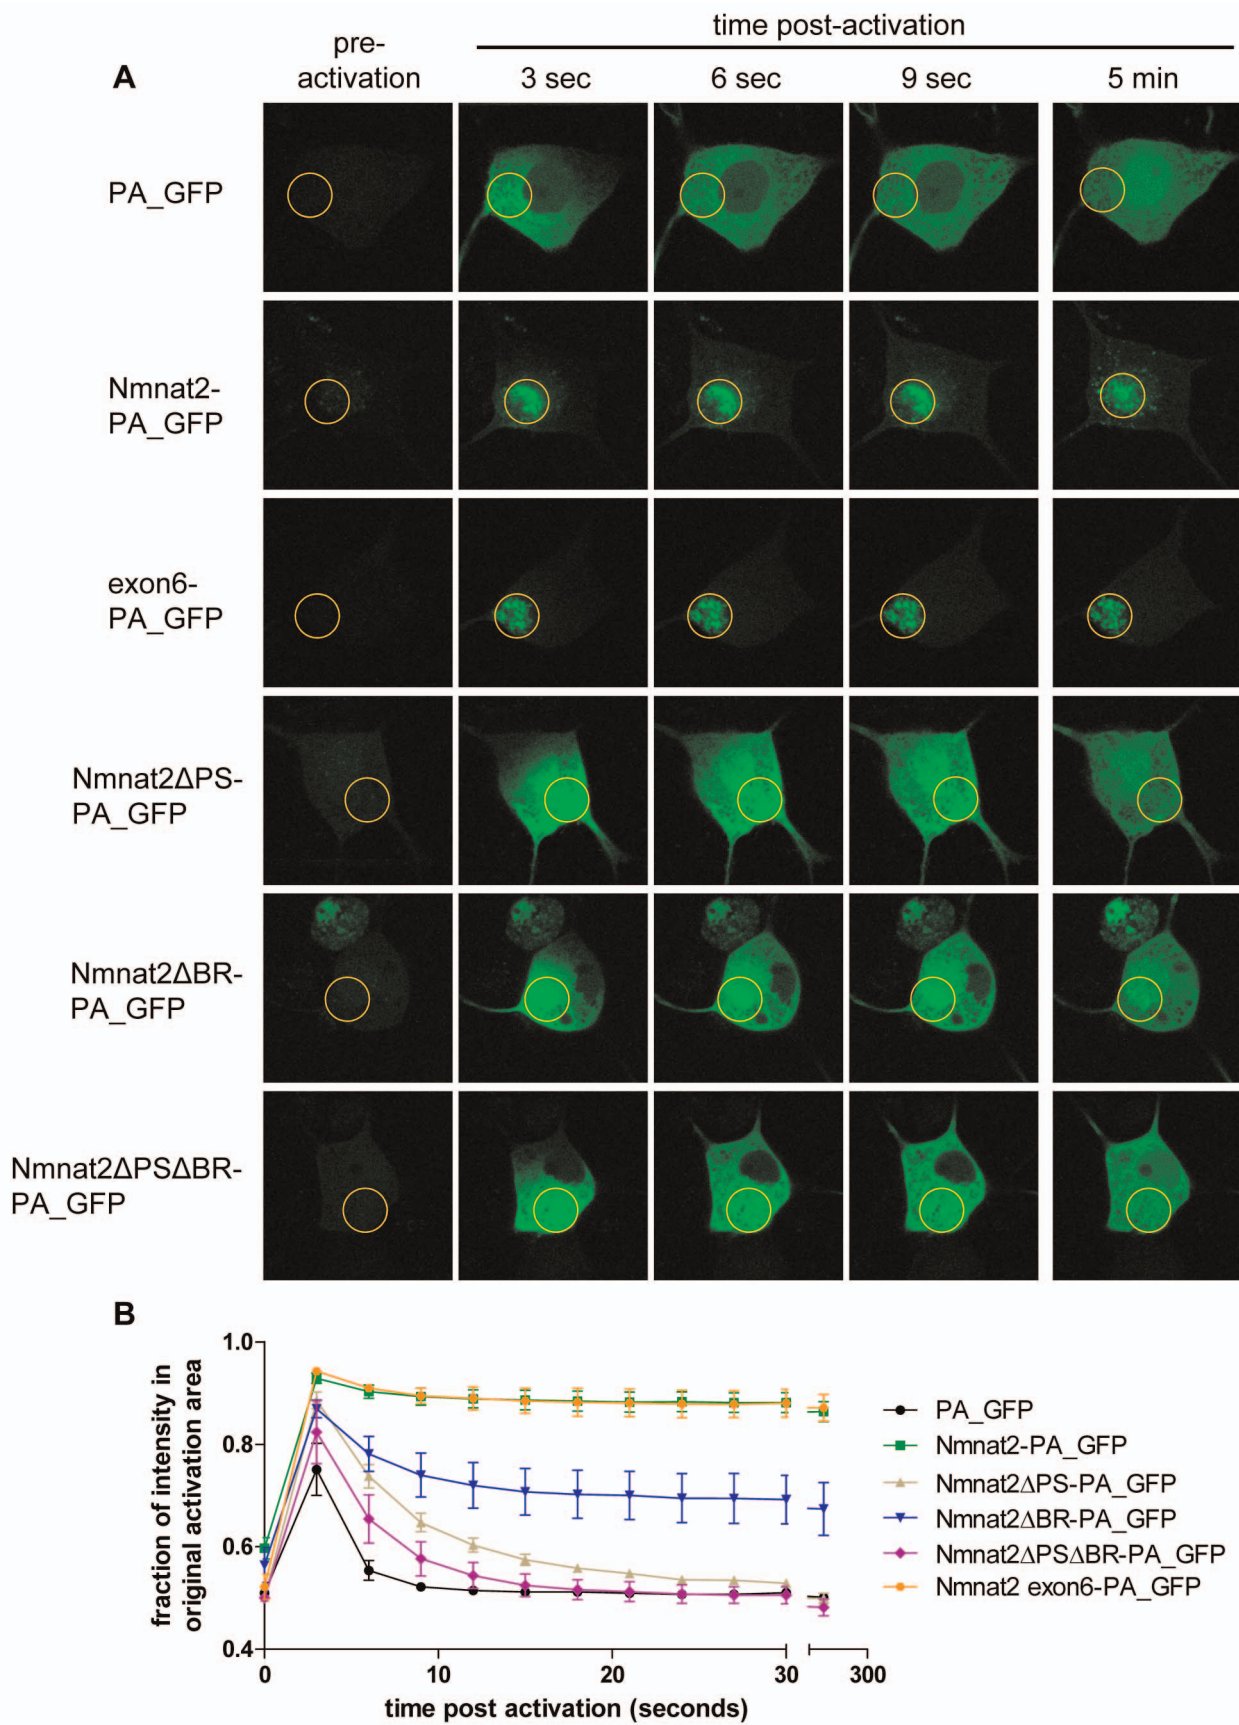 time post-activation
pre-
activation
3 sec
6 sec
9 sec
5 min
A
PA_GFP
Nmnat2-
PA_GFP
exon6-
PA_GFP
Nmnat2ΔPS-
PA_GFP
Nmnat2ΔBR-
PA_GFP
Nmnat2ΔPSΔBR-
PA_GFP
B
fraction of intensity in
original activation area
1.0
0.8
0.6
0.4
0
10
20
30
300
time post activation (seconds)
PA_GFP
Nmnat2-PA_GFP
Nmnat2ΔPS-PA_GFP
Nmnat2ΔBR-PA_GFP
Nmnat2ΔPSΔBR-PA_GFP
Nmnat2 exon6-PA_GFP